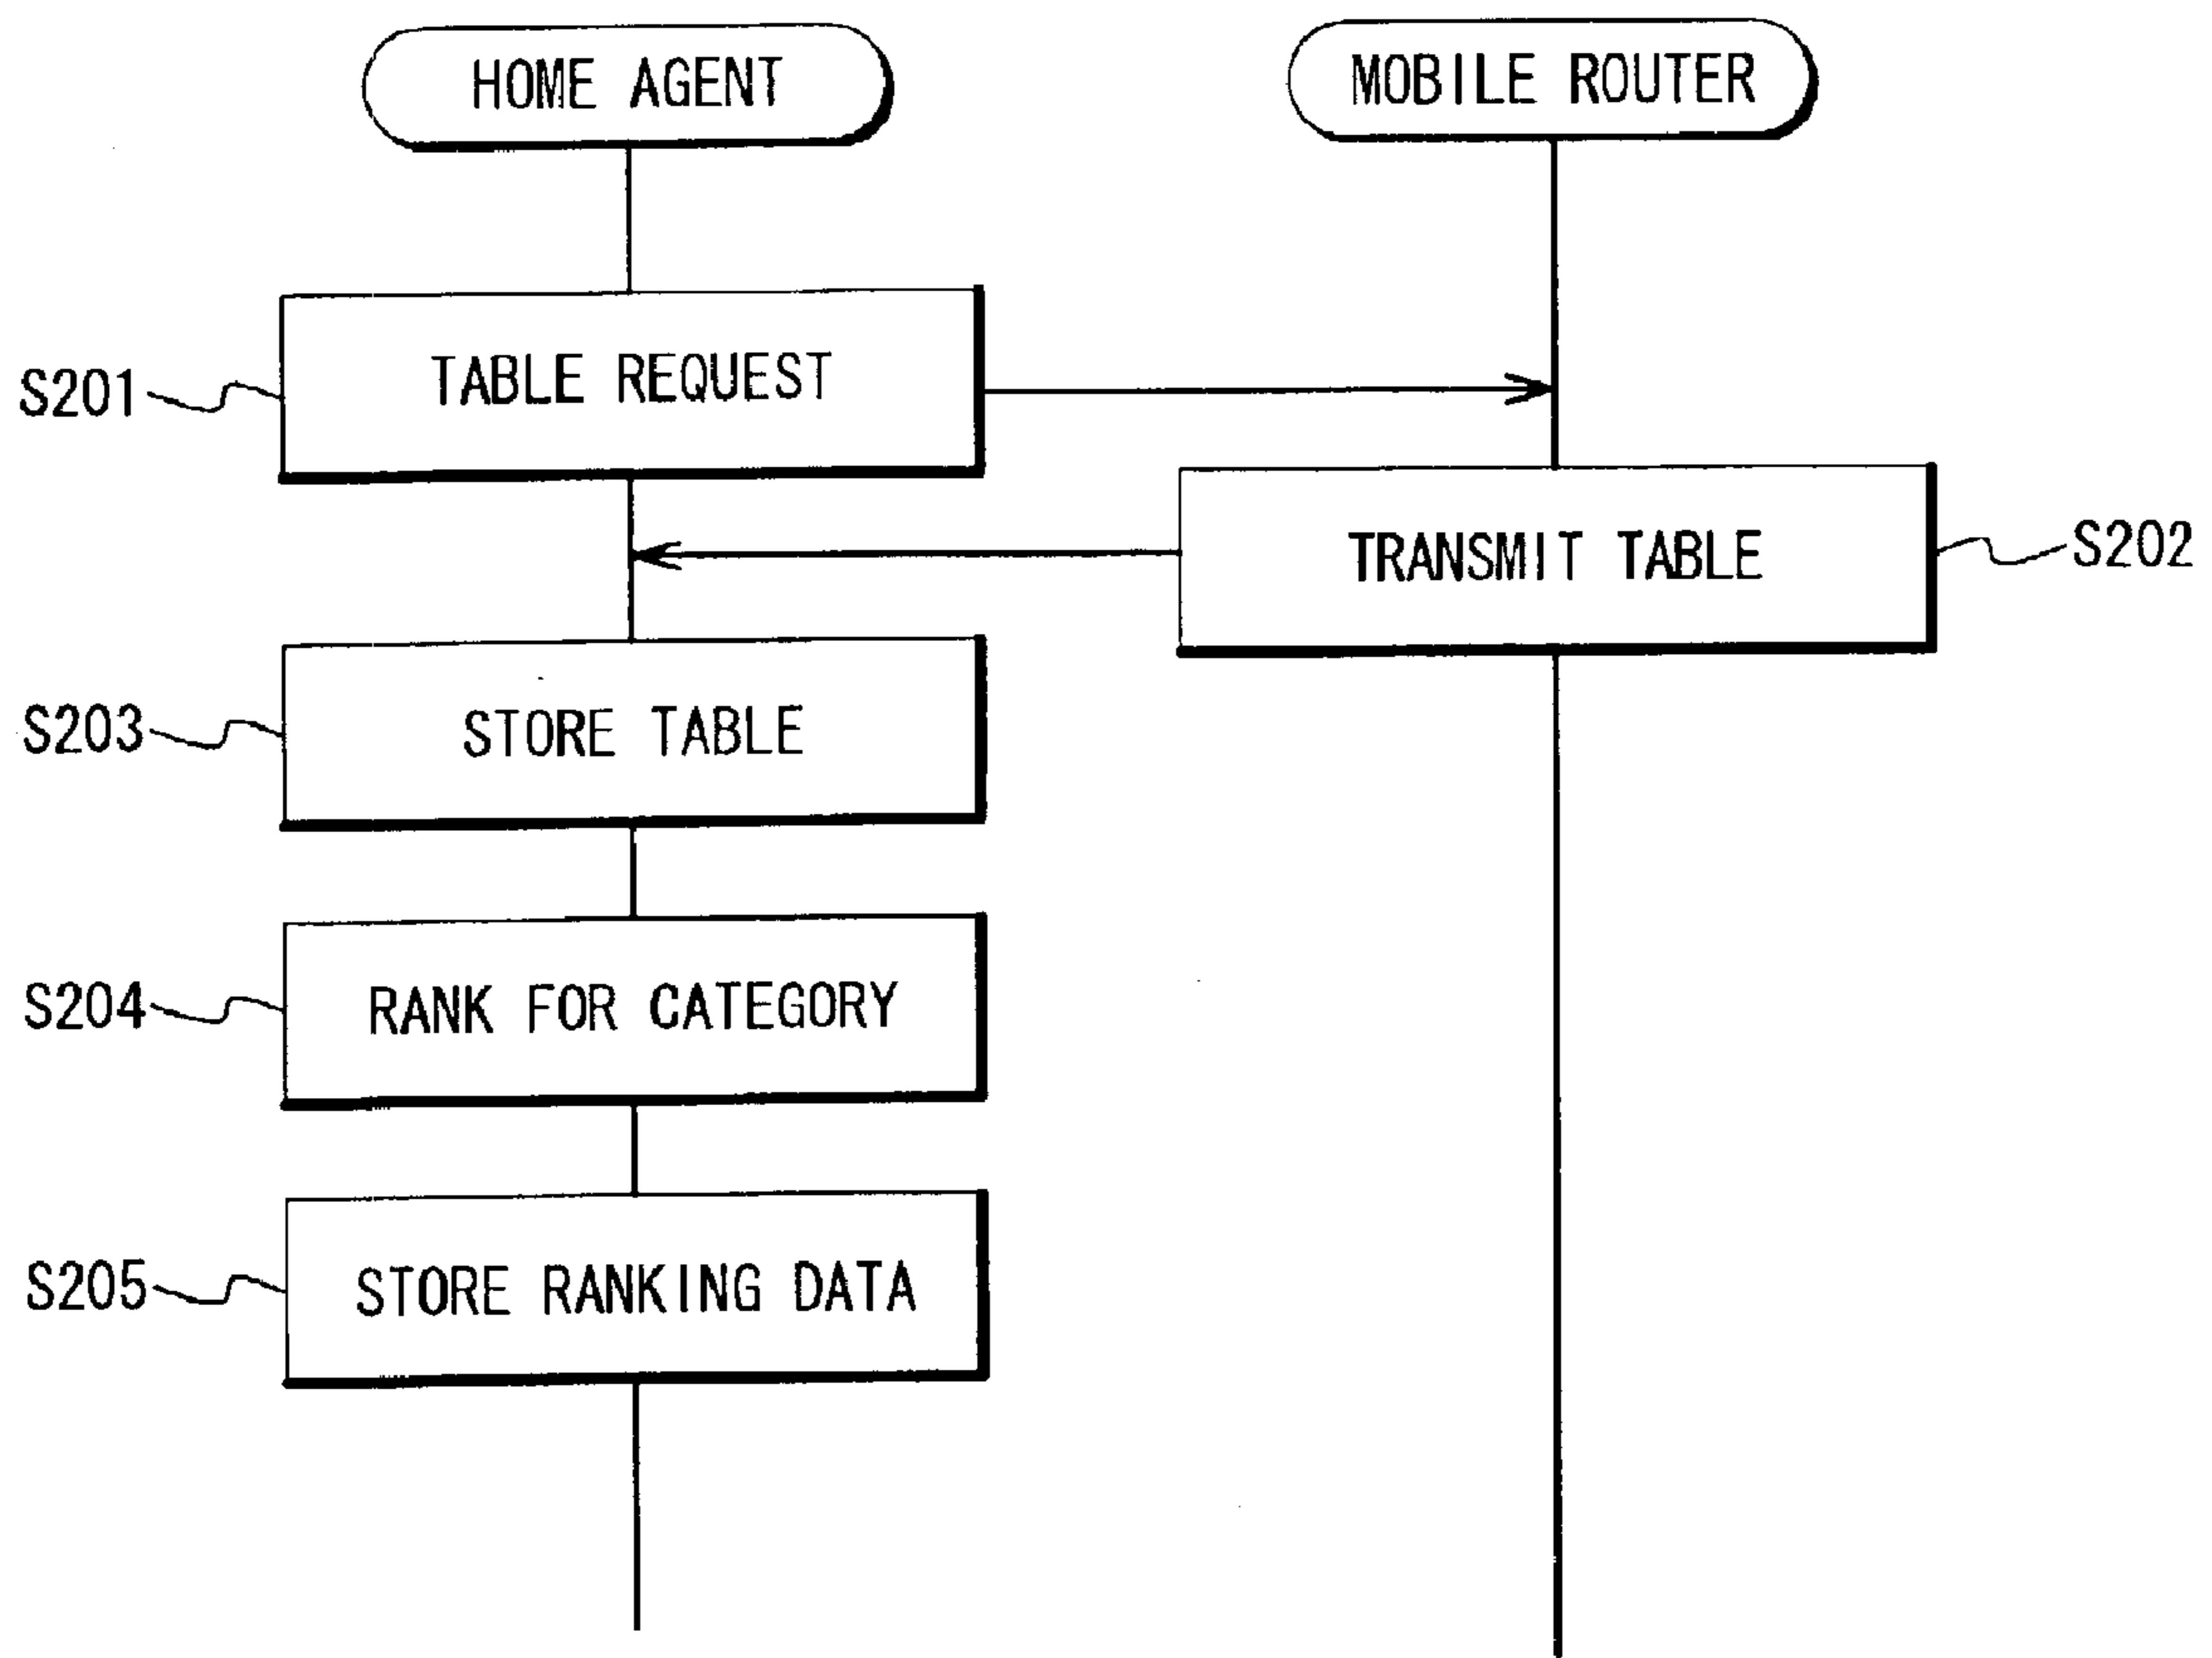 HOME AGENT
MOBILE ROUTER
S201
TABLE REQUEST
TRANSMIT TABLE
S202
S203
STORE TABLE
S204
RANK FOR CATEGORY
S205
STORE RANKING DATA